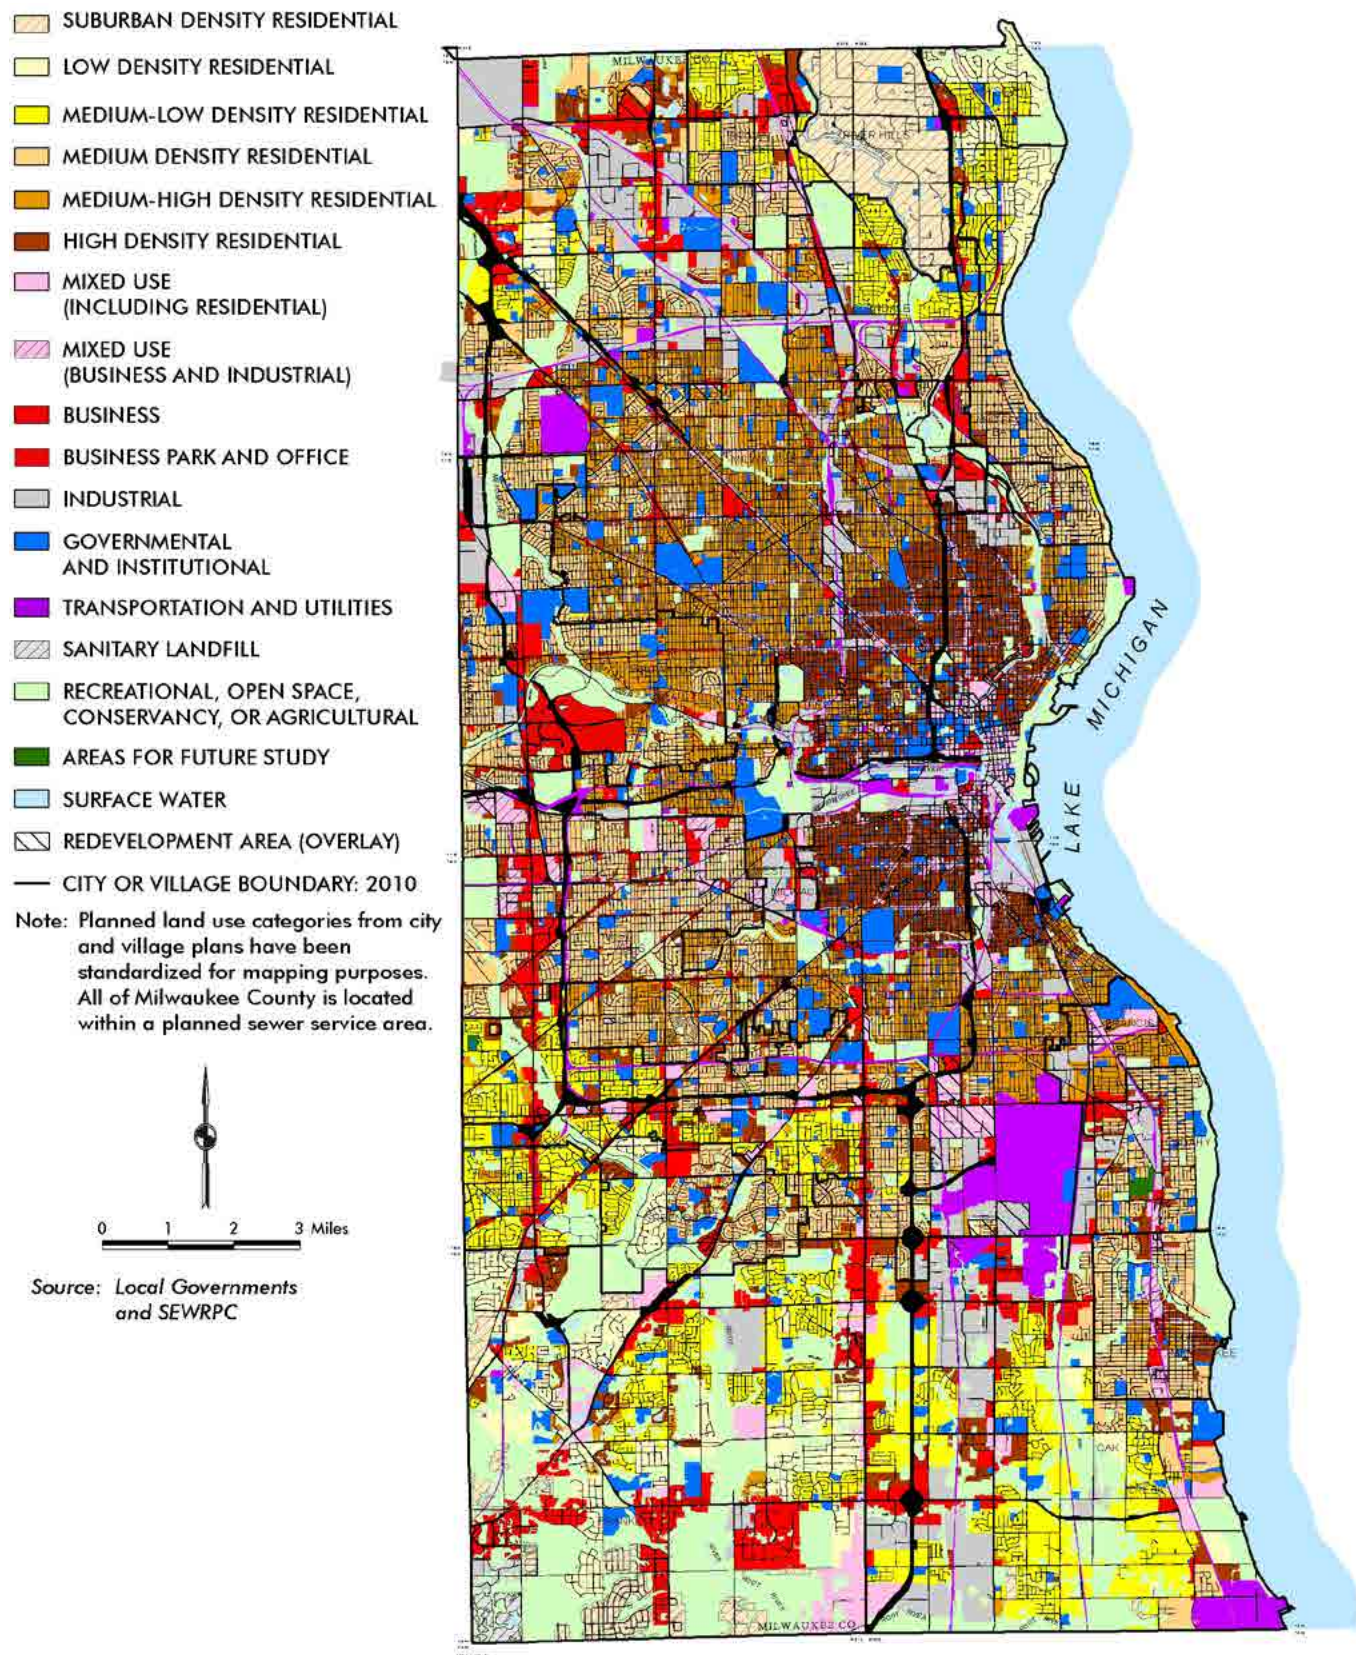 SUBURBAN DENSITY RESIDENTIAL
LOW DENSITY RESIDENTIAL
MEDIUM-LOW DENSITY RESIDENTIAL
MEDIUM DENSITY RESIDENTIAL
MEDIUM-HIGH DENSITY RESIDENTIAL
HIGH DENSITY RESIDENTIAL
MIXED USE
(INCLUDING RESIDENTIAL)
MIXED USE
(BUSINESS AND INDUSTRIAL)
BUSINESS
BUSINESS PARK AND OFFICE
INDUSTRIAL
GOVERNMENTAL
AND INSTITUTIONAL
TRANSPORTATION AND UTILITIES
SANITARY LANDFILL
RECREATIONAL, OPEN SPACE,
CONSERVANCY, OR AGRICULTURAL
AREAS FOR FUTURE STUDY
SURFACE WATER
REDEVELOPMENT AREA (OVERLAY)
CITY OR VILLAGE BOUNDARY: 2010
Note: Planned land use categories from city
and village plans have been
standardized for mapping purposes.
All of Milwaukee County is located
within a planned sewer service area.
0 1 2 3 Miles
Source: Local Governments
and SEWRPC
MILWAUKEE CO
RIVER HILLS
LAKE MICHIGAN
OAK
MILWAUKEE CO